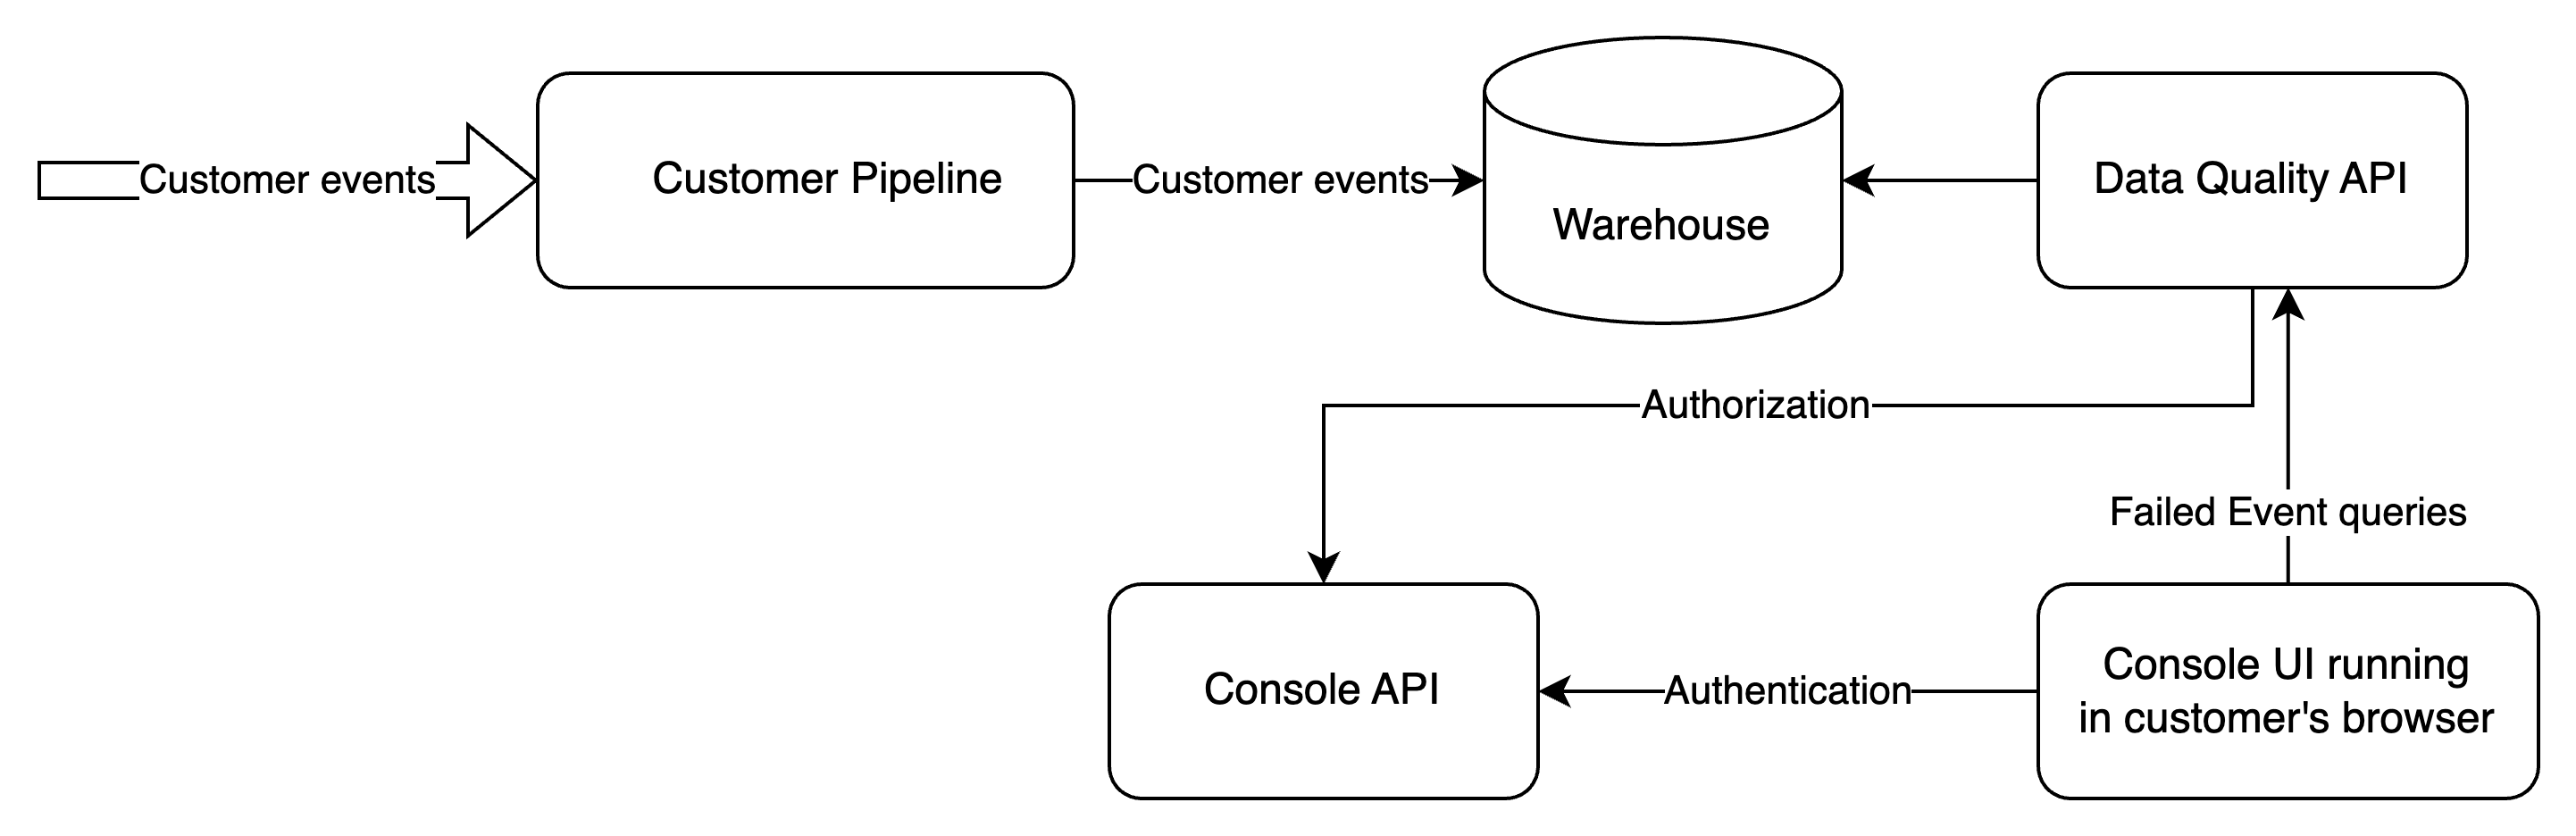 Customer events
Customer Pipeline
Customer events
Warehouse
Data Quality API
Authorization
Failed Event queries
Console API
Authentication
Console UI running
in customer's browser